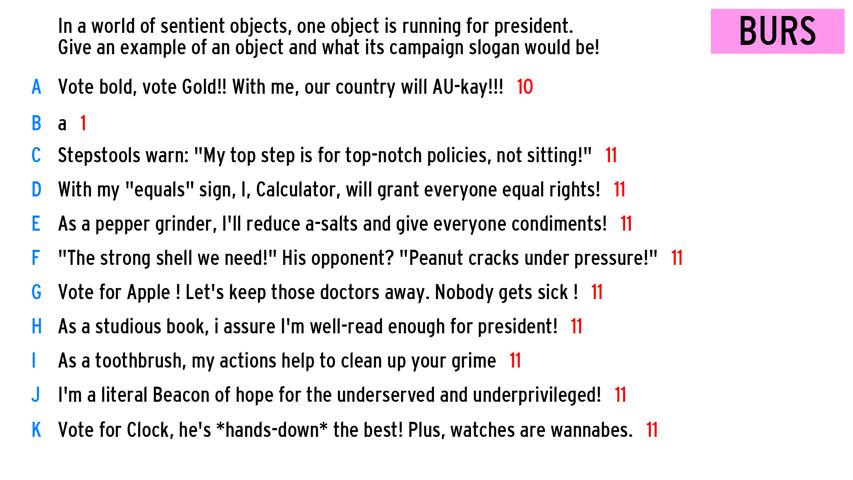 In a world of sentient objects, one object is running for president.
Give an example of an object and what its campaign slogan would be!
BURS
A Vote bold, vote Gold!! With me, our country will AU-kay!!! 10
B a 1
C Stepstools warn: "My top step is for top-notch policies, not sitting!" 11
D With my "equals" sign, I, Calculator, will grant everyone equal rights! 11
E As a pepper grinder, I'll reduce a-salts and give everyone condiments! 11
F "The strong shell we need!" His opponent? "Peanut cracks under pressure!" 11
G Vote for Apple ! Let's keep those doctors away. Nobody gets sick ! 11
H As a studious book, i assure I'm well-read enough for president! 11
I As a toothbrush, my actions help to clean up your grime 11
J I'm a literal Beacon of hope for the underserved and underprivileged! 11
K Vote for Clock, he's *hands-down* the best! Plus, watches are wannabes. 11